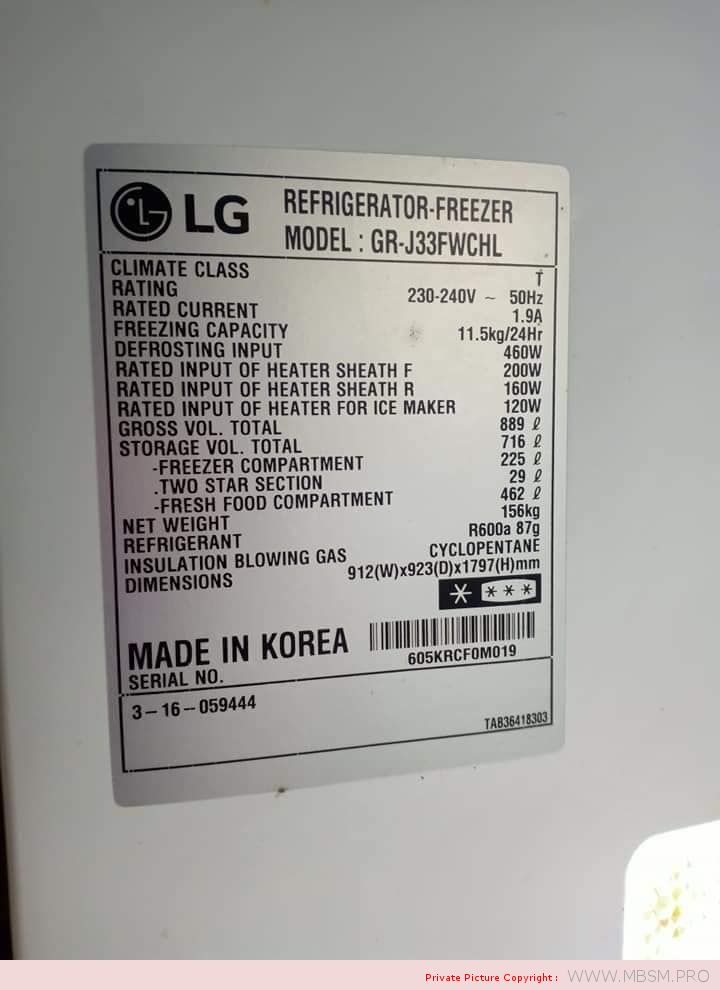 LG
REFRIGERATOR-FREEZER
MODEL : GR-J33FWCHL
CLIMATE CLASS T
RATING 230-240V ~ 50Hz
RATED CURRENT 1.9A
FREEZING CAPACITY 11.5kg/24Hr
DEFROSTING INPUT 460W
RATED INPUT OF HEATER SHEATH F 200W
RATED INPUT OF HEATER SHEATH R 160W
RATED INPUT OF HEATER FOR ICE MAKER 120W
GROSS VOL. TOTAL 889 ℓ
STORAGE VOL. TOTAL 716 ℓ
-FREEZER COMPARTMENT 225 ℓ
.TWO STAR SECTION 29 ℓ
-FRESH FOOD COMPARTMENT 462 ℓ
NET WEIGHT 156kg
REFRIGERANT R600a 87g
INSULATION BLOWING GAS CYCLOPENTANE
DIMENSIONS 912(W)x923(D)x1797(H)mm
MADE IN KOREA
605KRCF0M019
SERIAL NO.
3-16-059444
TAB36418303
Private Picture Copyright : WWW.MBSM.PRO